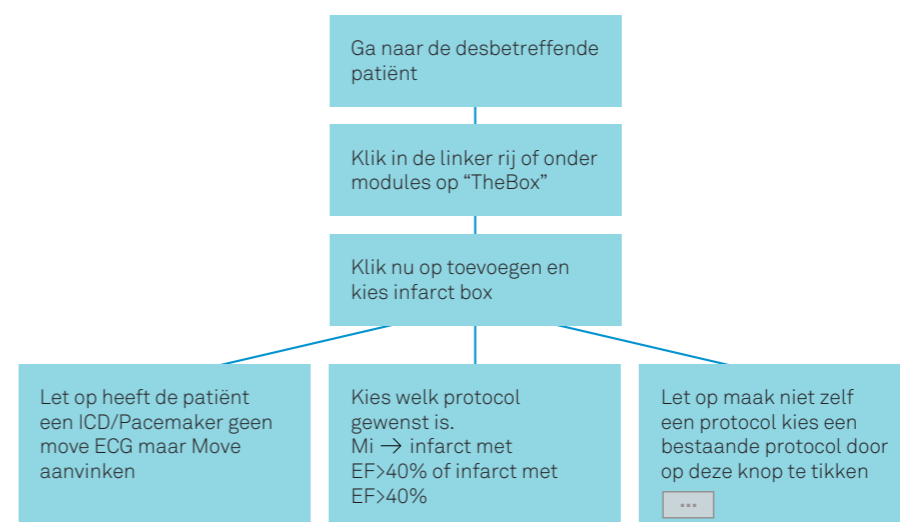 Ga naar de desbetreffende
patiënt
Klik in de linker rij of onder
modules op “TheBox”
Klik nu op toevoegen en
kies infarct box
Let op heeft de patiënt
een ICD/Pacemaker geen
move ECG maar Move
aanvinken
Kies welk protocol
gewenst is.
Mi → infarct met
EF>40% of infarct met
EF>40%
Let op maak niet zelf
een protocol kies een
bestaande protocol door
op deze knop te tikken
...